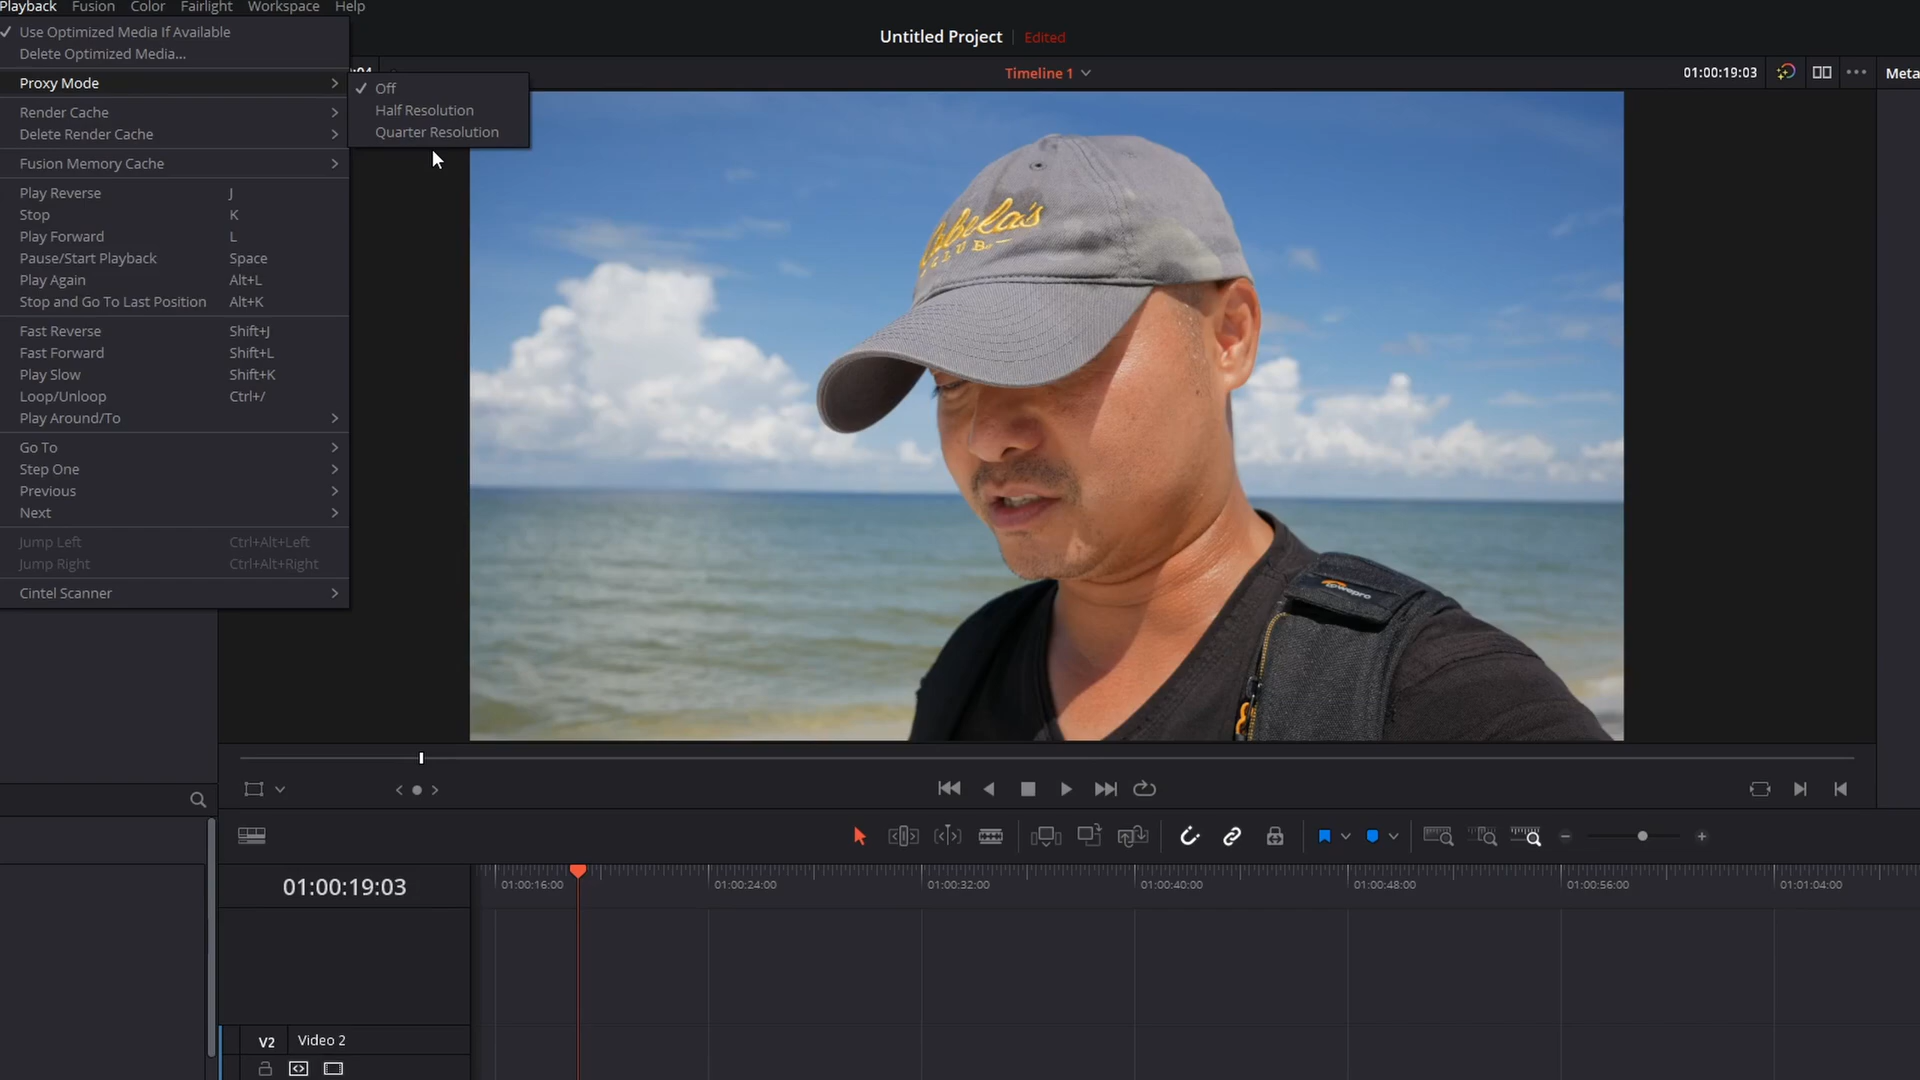 Playback Fusion Color Fairlight Workspace Help
Use Optimized Media If Available
Delete Optimized Media...
Proxy Mode
Render Cache
Delete Render Cache
Fusion Memory Cache
Play Reverse J
Stop K
Play Forward L
Pause/Start Playback Space
Play Again Alt+L
Stop and Go To Last Position Alt+K
Fast Reverse Shift+J
Fast Forward Shift+L
Play Slow Shift+K
Loop/Unloop Ctrl+/
Play Around/To
Go To
Step One
Previous
Next
Jump Left Ctrl+Alt+Left
Jump Right Ctrl+Alt+Right
Cintel Scanner
Off
Half Resolution
Quarter Resolution
Untitled Project Edited
Timeline 1
01:00:19:03
Meta
lowepro
01:00:19:03
01:00:16:00 01:00:24:00 01:00:32:00 01:00:40:00 01:00:48:00 01:00:56:00 01:01:04:00
V2 Video 2